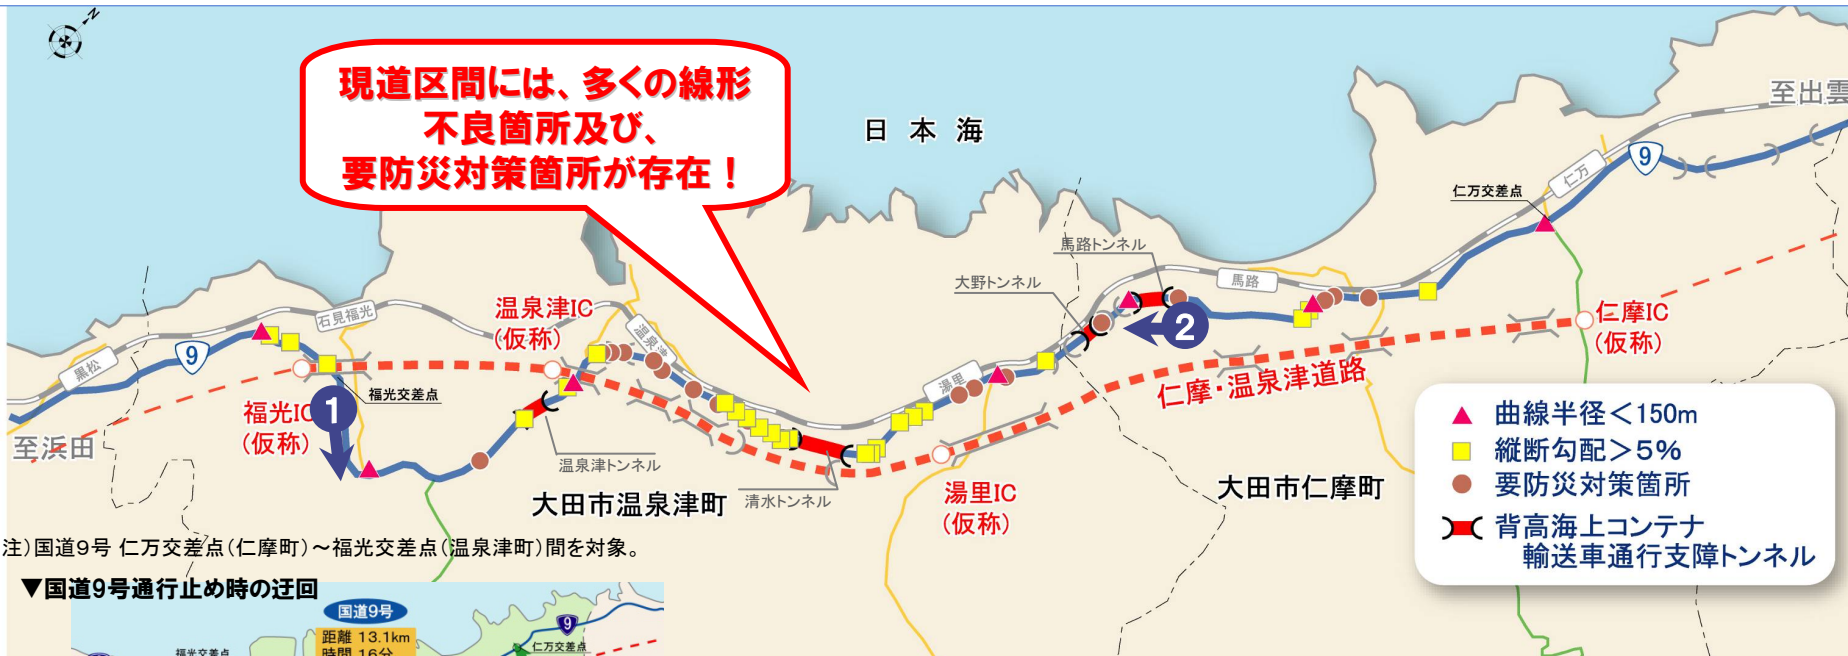 N
現道区間には、多くの線形
不良箇所及び、
要防災対策箇所が存在！
日本海
至出雲
9
仁万
仁万交差点
馬路トンネル
大野トンネル
馬路
石見福光
温泉津IC
(仮称)
温泉津
黒松
9
福光交差点
福光IC
(仮称)
1
2
湯里
仁摩IC
(仮称)
仁摩・温泉津道路
至浜田
温泉津トンネル
清水トンネル
大田市温泉津町
湯里IC
(仮称)
大田市仁摩町
曲線半径＜150m
縦断勾配＞5%
要防災対策箇所
背高海上コンテナ
輸送車通行支障トンネル
注)国道9号 仁万交差点(仁摩町)～福光交差点(温泉津町)間を対象。
▼国道9号通行止め時の迂回
国道9号
距離 13.1km
時間 16分
9
仁万交差点
福光交差点